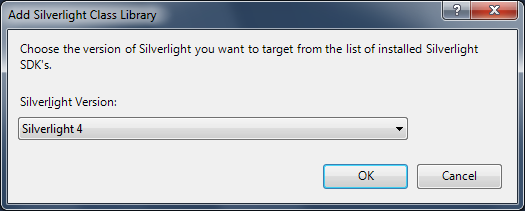 Add Silverlight Class Library
?
Choose the version of Silverlight you want to target from the list of installed Silverlight
SDK's.
Silverlight Version:
Silverlight 4
OK
Cancel